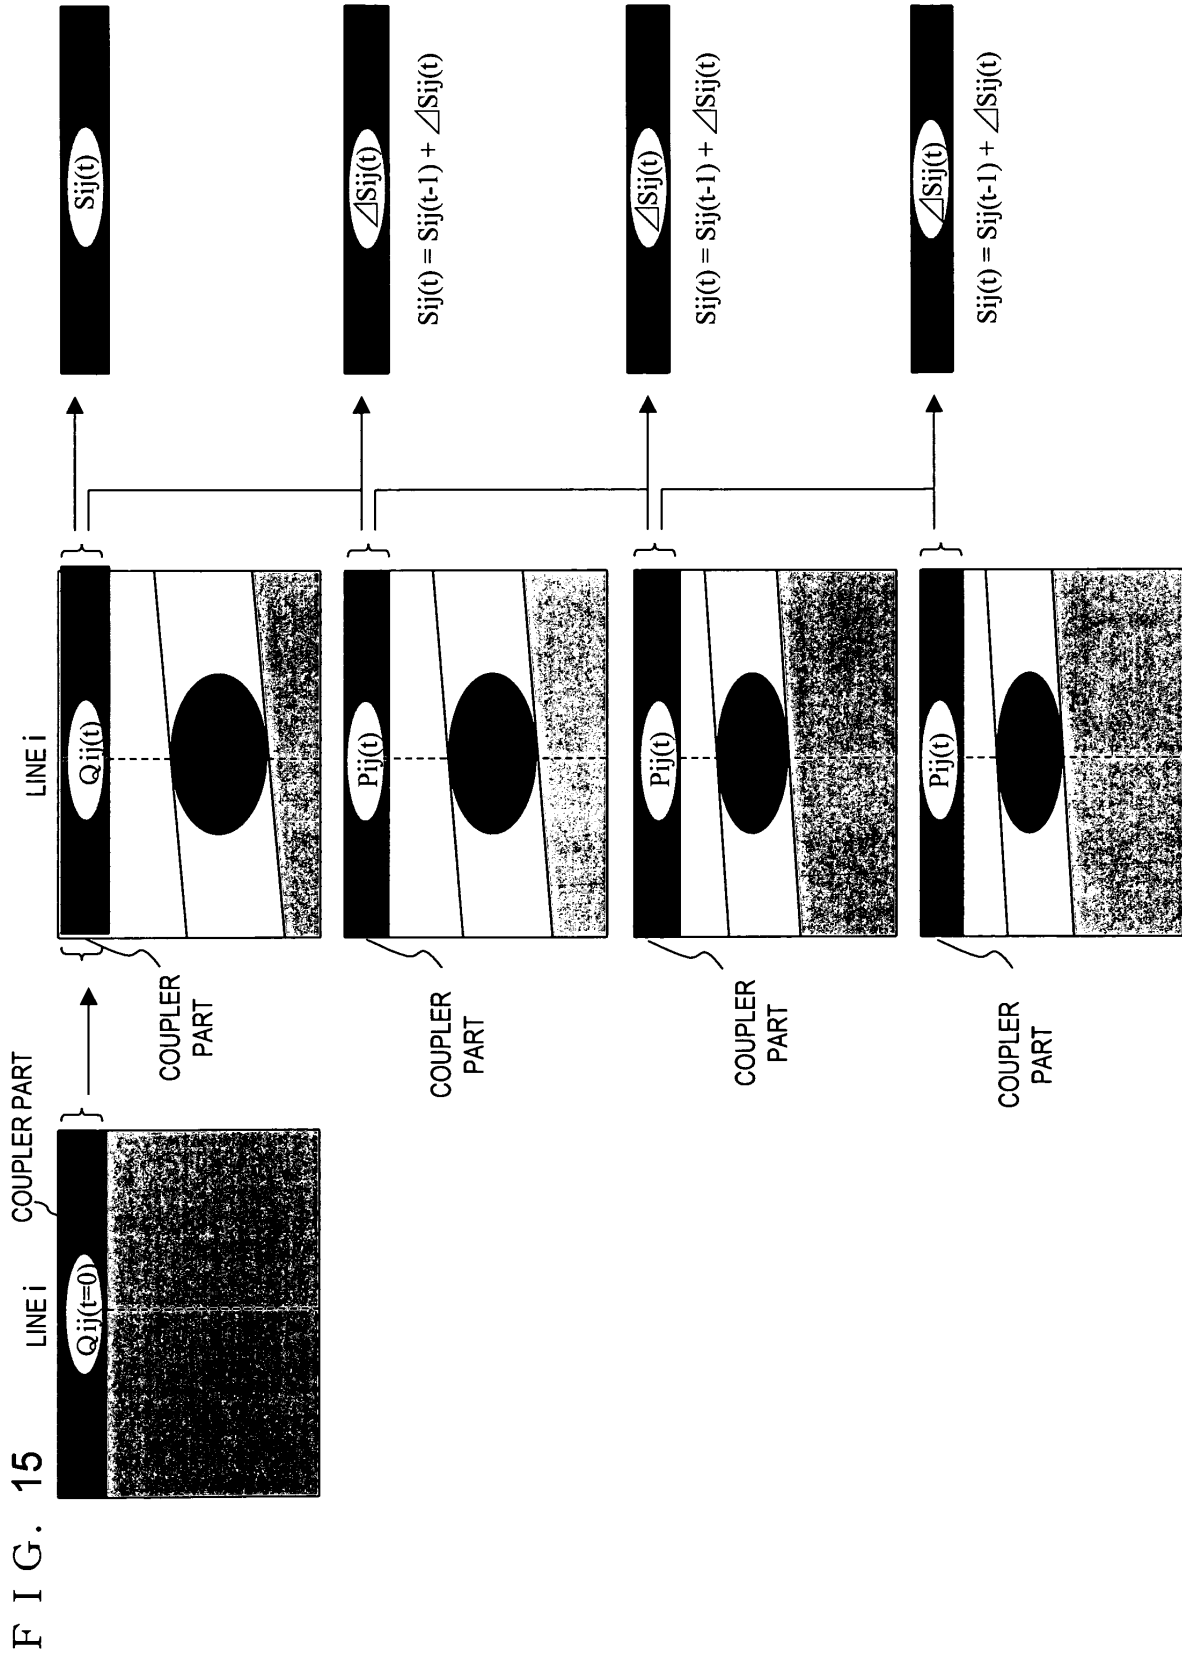 F I G. 15
LINE i
COUPLER PART
Qij(t=0)
LINE i
Qij(t)
COUPLER
PART
Sij(t)
Pij(t)
COUPLER
PART
⊿Sij(t)
Sij(t) = Sij(t-1) + ⊿Sij(t)
Pij(t)
COUPLER
PART
⊿Sij(t)
Sij(t) = Sij(t-1) + ⊿Sij(t)
Pij(t)
COUPLER
PART
⊿Sij(t)
Sij(t) = Sij(t-1) + ⊿Sij(t)